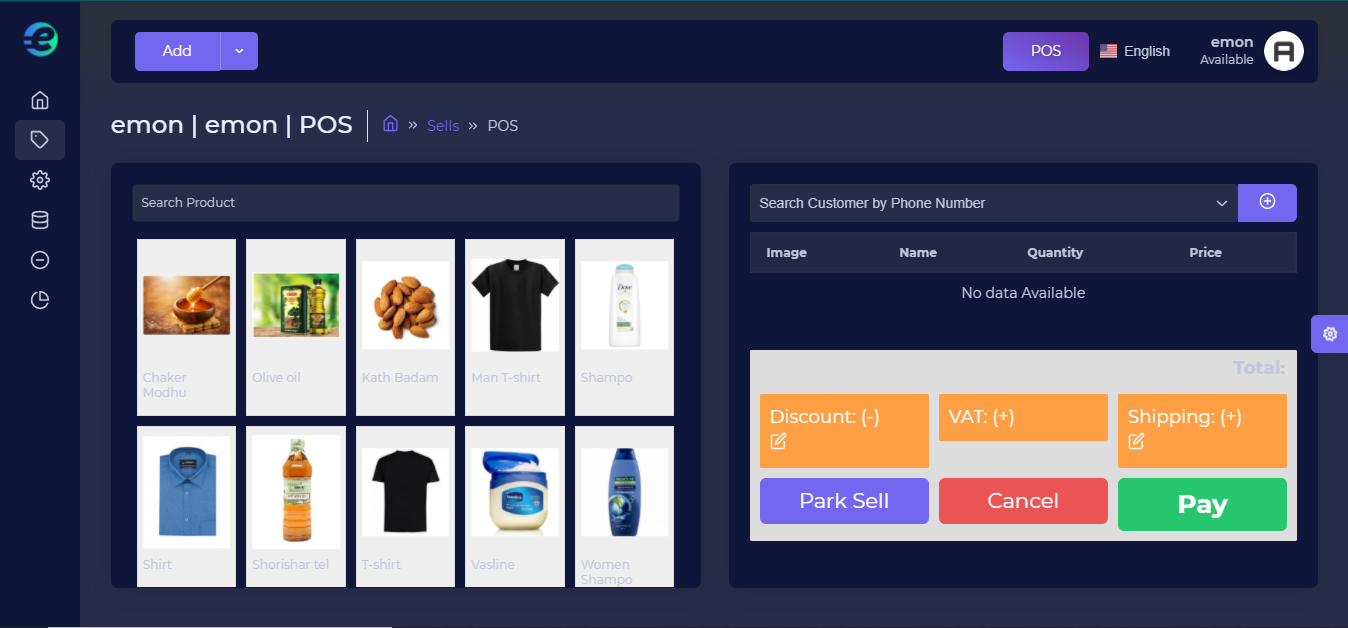 Add
POS
English
emon
Available
emon | emon | POS
» Sells » POS
Search Product
Search Customer by Phone Number
Image Name Quantity Price
No data Available
Chaker
Modhu
Olive oil
Kath Badam
Man T-shirt
Dove
Shampo
Total:
Discount: (-)
VAT: (+)
Shipping: (+)
Park Sell
Cancel
Pay
Shirt
Shorishar tel
T-shirt
Vaseline
Vasline
Women
Shampo